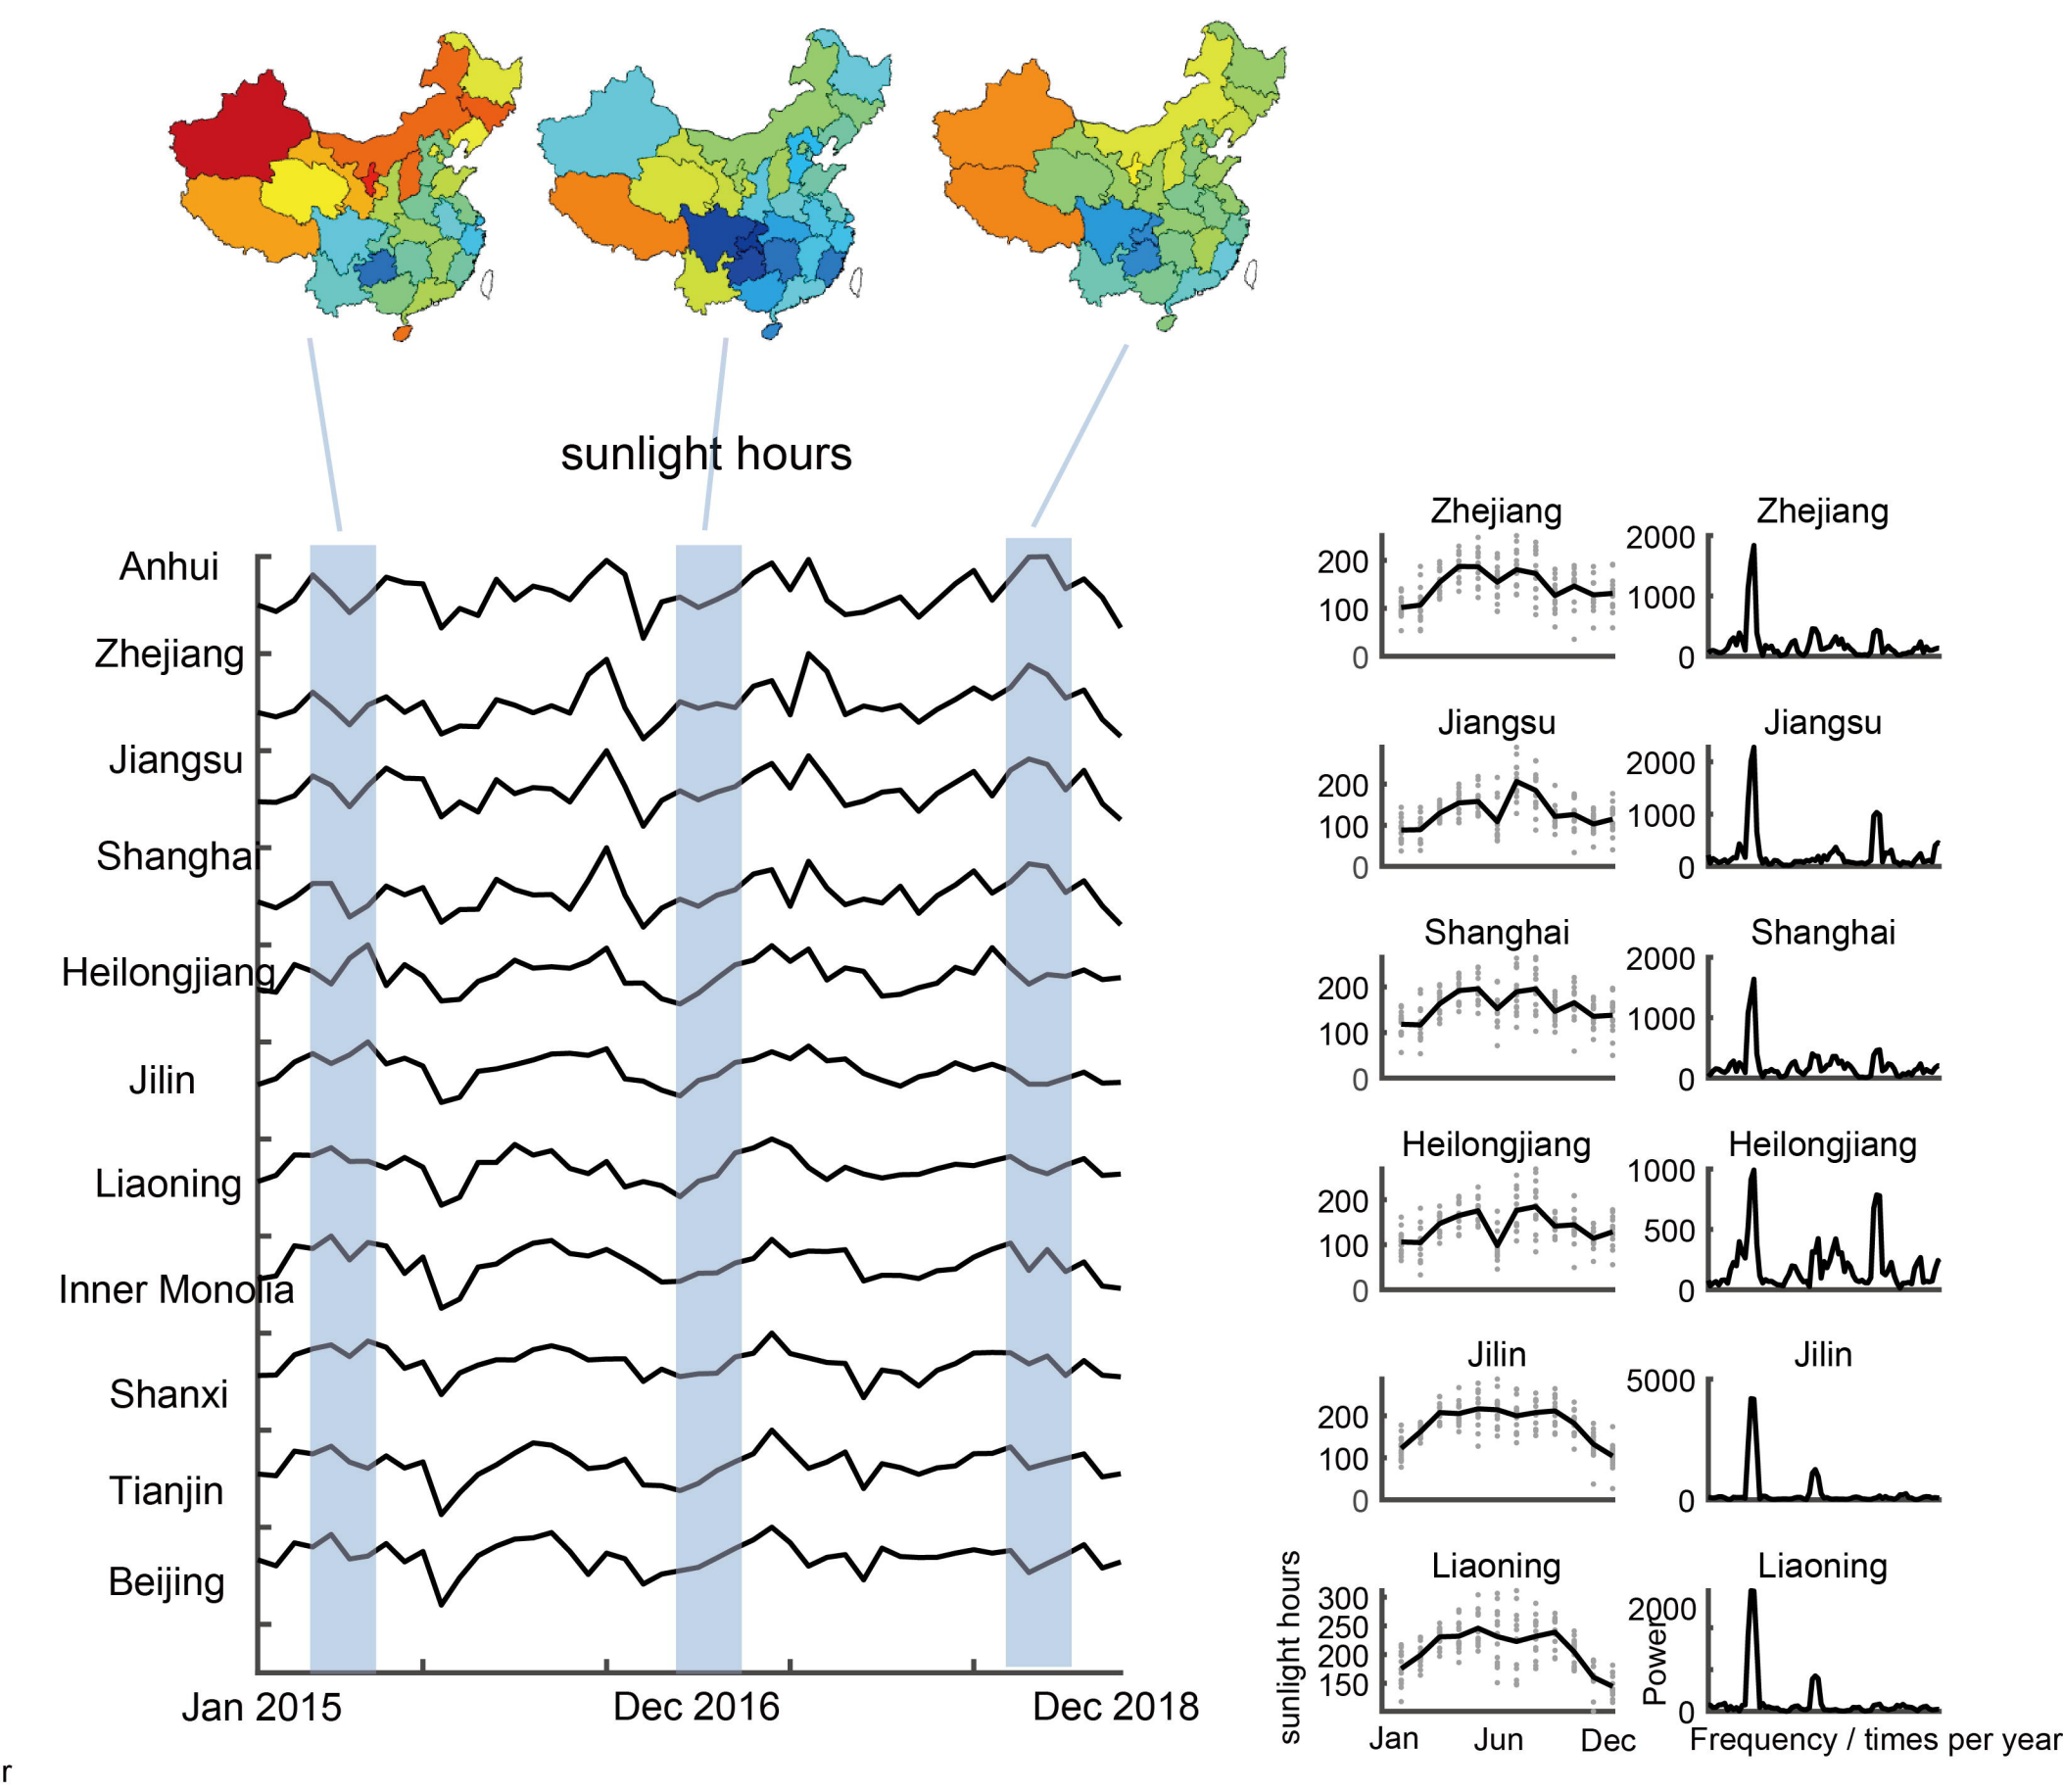 sunlight hours
Anhui
Zhejiang
Jiangsu
Shanghai
Heilongjiang
Jilin
Liaoning
Inner Monolia
Shanxi
Tianjin
Beijing
Jan 2015
Dec 2016
Dec 2018
r
Zhejiang
200
100
0
Zhejiang
2000
1000
0
Jiangsu
200
100
0
Jiangsu
2000
1000
0
Shanghai
200
100
0
Shanghai
2000
1000
0
Heilongjiang
200
100
0
Heilongjiang
1000
500
0
Jilin
200
100
0
Jilin
5000
0
Liaoning
300
250
200
150
sunlight hours
Jan
Jun
Dec
Liaoning
2000
0
Power
Frequency / times per year